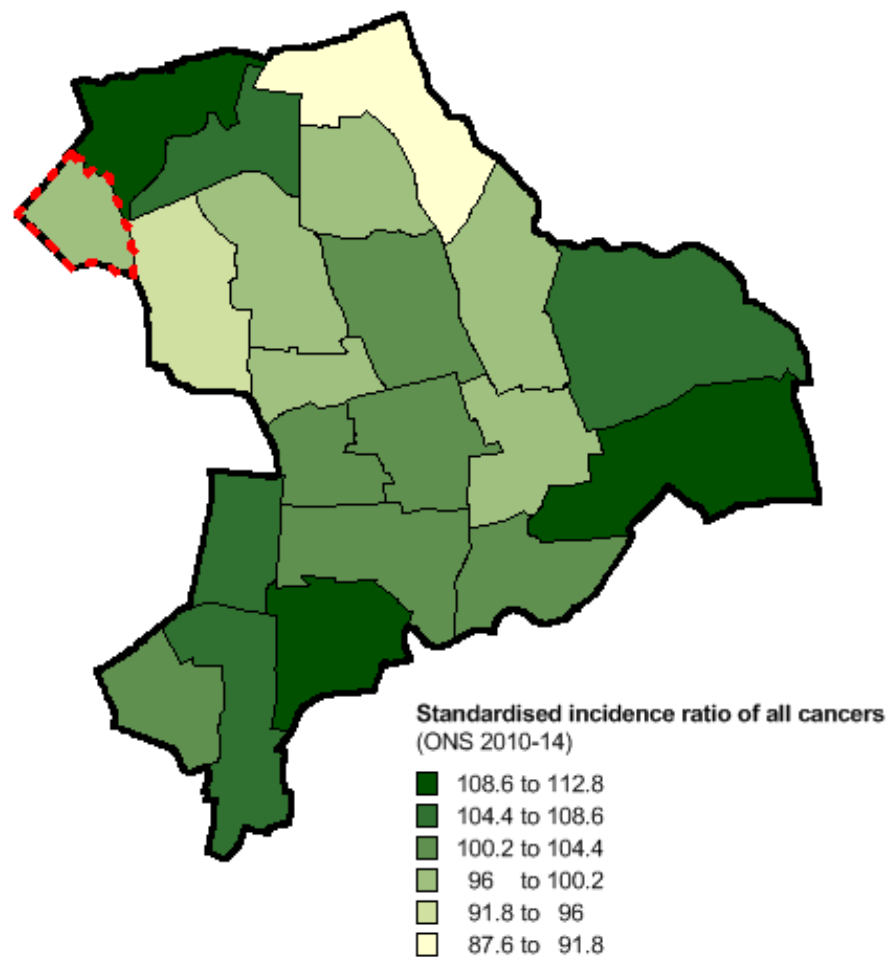 Standardised incidence ratio of all cancers
(ONS 2010-14)
108.6 to 112.8
104.4 to 108.6
100.2 to 104.4
96 to 100.2
91.8 to 96
87.6 to 91.8